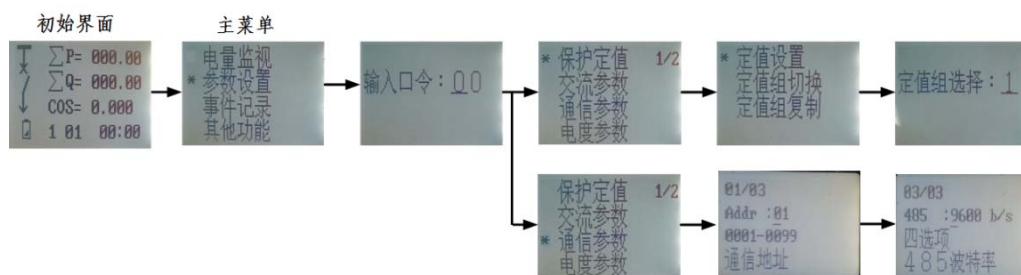 初始界面
主菜单
∑P= 000.00
∑Q= 000.00
COS= 0.000
1 01 00:00
电量监视
* 参数设置
事件记录
其他功能
输入口令：00
* 保护定值 1/2
交流参数
通信参数
电度参数
* 定值设置
定值组切换
定值组复制
定值组选择：1
保护定值 1/2
交流参数
* 通信参数
电度参数
01/03
Addr :01
0001-0099
通信地址
03/03
485 :9600 b/s
四选项
485波特率